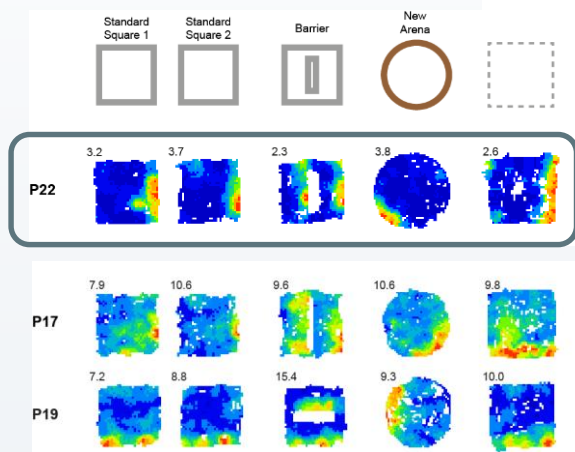 Standard Square 1 Standard Square 2 Barrier New Arena
P22 3.2 3.7 2.3 3.8 2.6
P17 7.9 10.6 9.6 10.6 9.8
P19 7.2 8.8 15.4 9.3 10.0